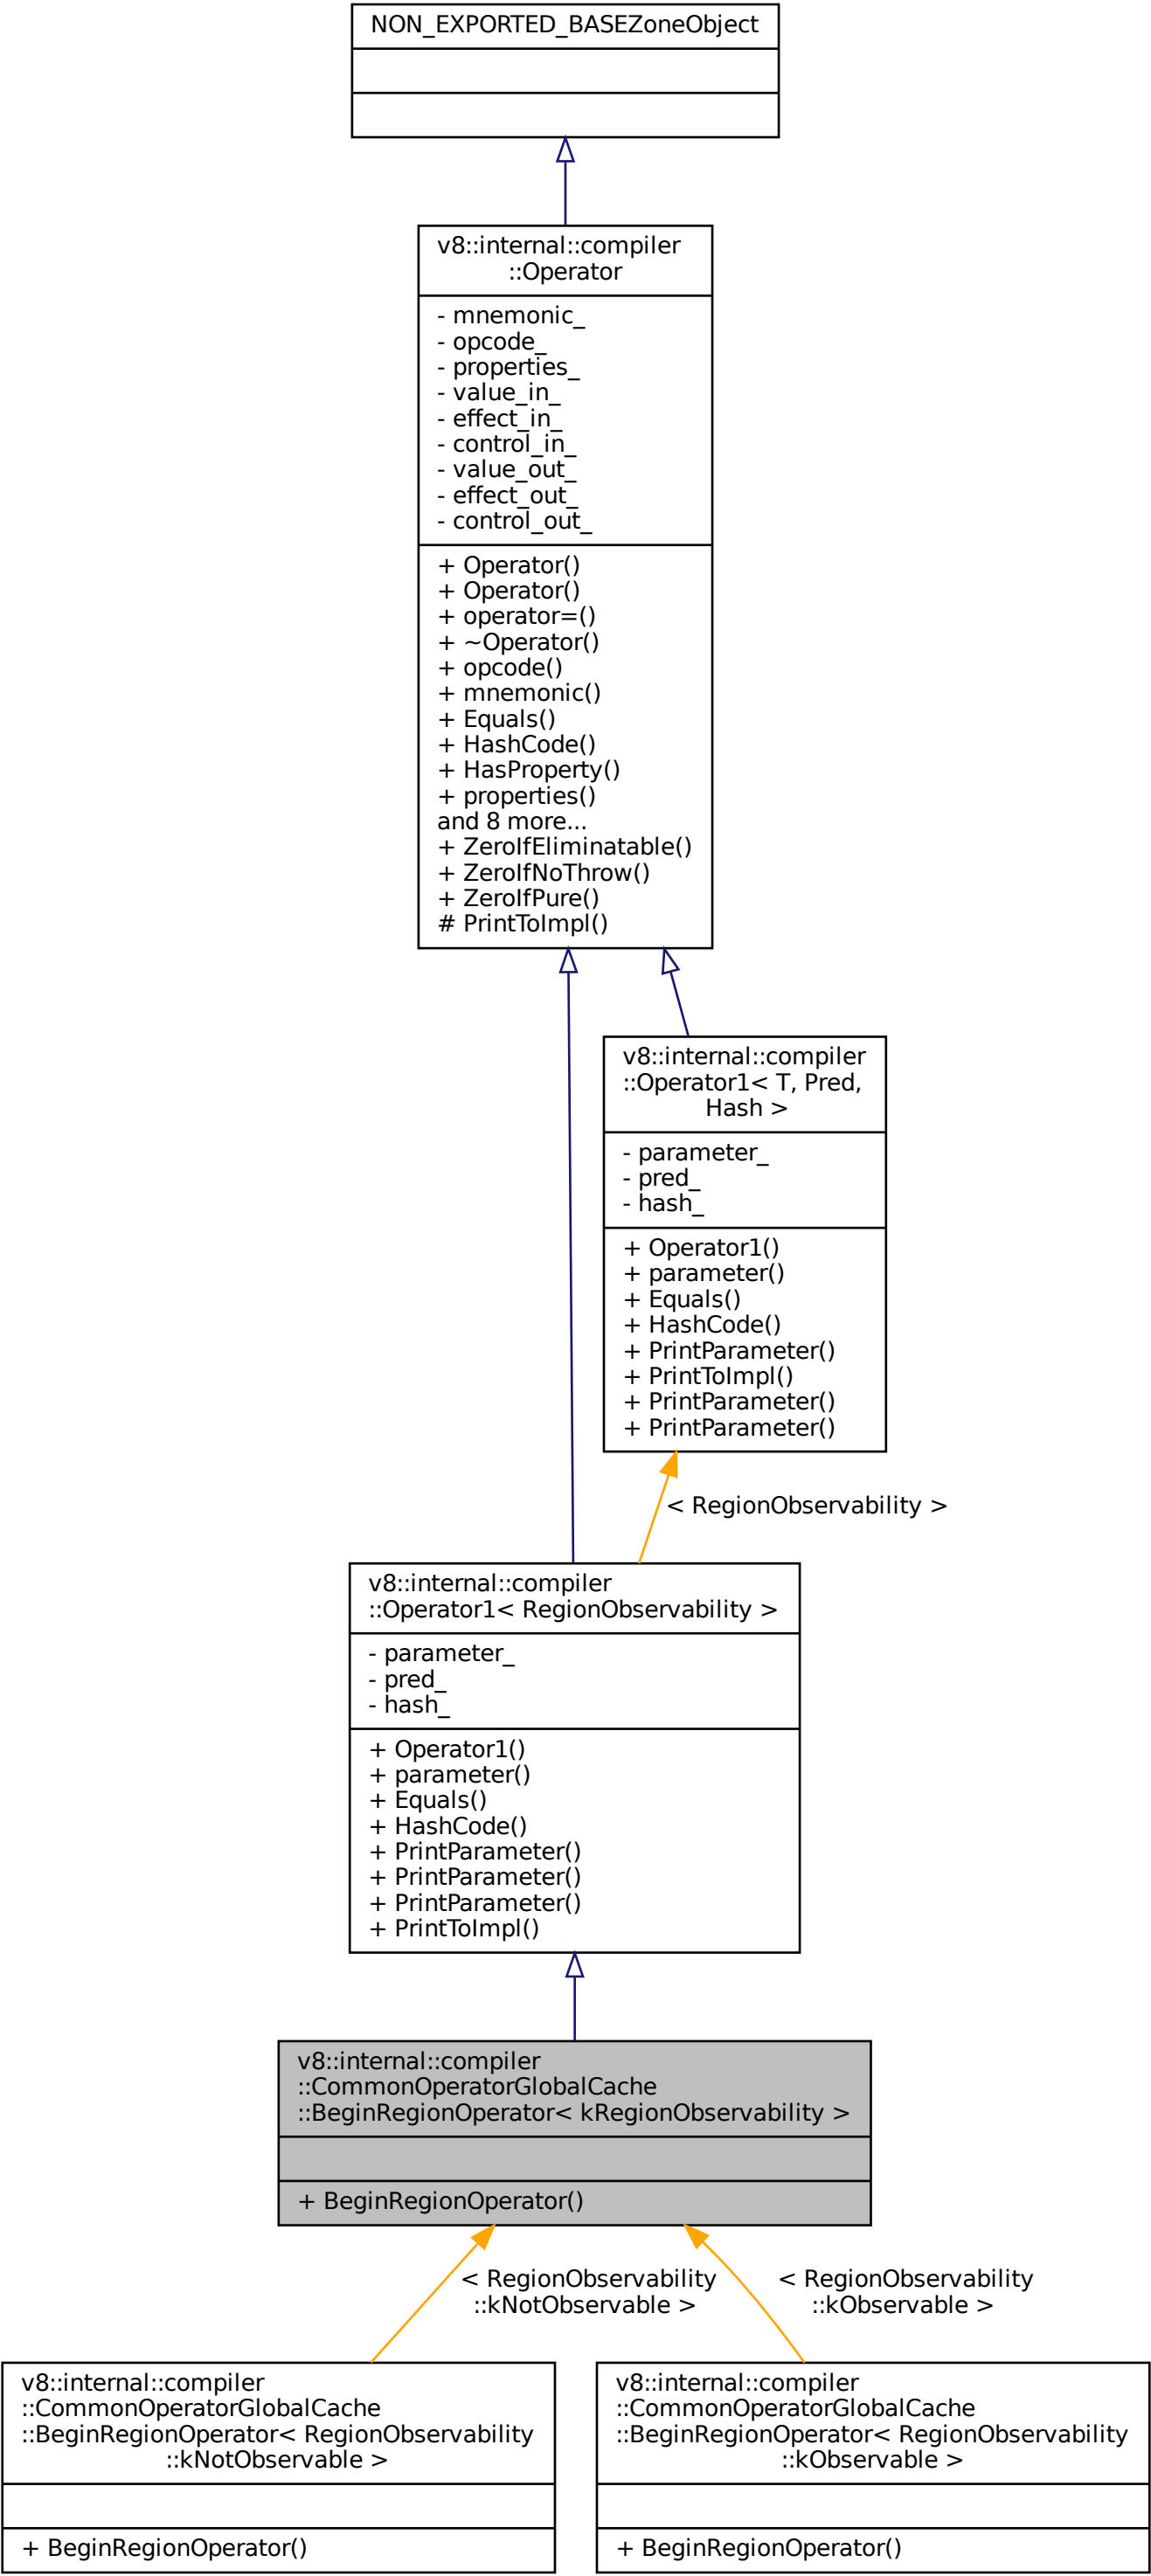 NON_EXPORTED_BASEZoneObject
v8::internal::compiler
::Operator
- mnemonic_
- opcode_
- properties_
- value_in_
- effect_in_
- control_in_
- value_out_
- effect_out_
- control_out_
+ Operator()
+ Operator()
+ operator=()
+ ~Operator()
+ opcode()
+ mnemonic()
+ Equals()
+ HashCode()
+ HasProperty()
+ properties()
and 8 more...
+ ZeroIfEliminatable()
+ ZeroIfNoThrow()
+ ZeroIfPure()
# PrintToImpl()
v8::internal::compiler
::Operator1< T, Pred,
Hash >
- parameter_
- pred_
- hash_
+ Operator1()
+ parameter()
+ Equals()
+ HashCode()
+ PrintParameter()
+ PrintToImpl()
+ PrintParameter()
+ PrintParameter()
< RegionObservability >
v8::internal::compiler
::Operator1< RegionObservability >
- parameter_
- pred_
- hash_
+ Operator1()
+ parameter()
+ Equals()
+ HashCode()
+ PrintParameter()
+ PrintParameter()
+ PrintParameter()
+ PrintToImpl()
v8::internal::compiler
::CommonOperatorGlobalCache
::BeginRegionOperator< kRegionObservability >
+ BeginRegionOperator()
< RegionObservability
::kNotObservable >
< RegionObservability
::kObservable >
v8::internal::compiler
::CommonOperatorGlobalCache
::BeginRegionOperator< RegionObservability
::kNotObservable >
+ BeginRegionOperator()
v8::internal::compiler
::CommonOperatorGlobalCache
::BeginRegionOperator< RegionObservability
::kObservable >
+ BeginRegionOperator()